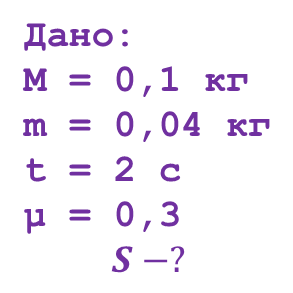 Дано:
М = 0,1 кг
m = 0,04 кг
t = 2 с
μ = 0,3
S –?